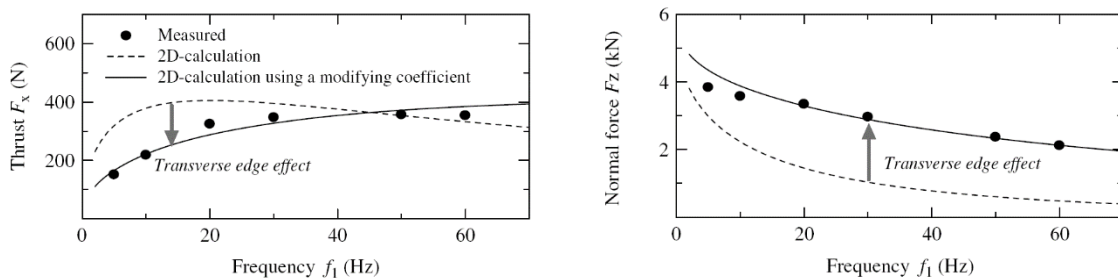 Thrust Fx (N)
600
400
200
0
Measured
2D-calculation
2D-calculation using a modifying coefficient
Transverse edge effect
0
20
40
60
Frequency f1 (Hz)
Normal force Fz (kN)
6
4
2
0
Transverse edge effect
0
20
40
60
Frequency f1 (Hz)